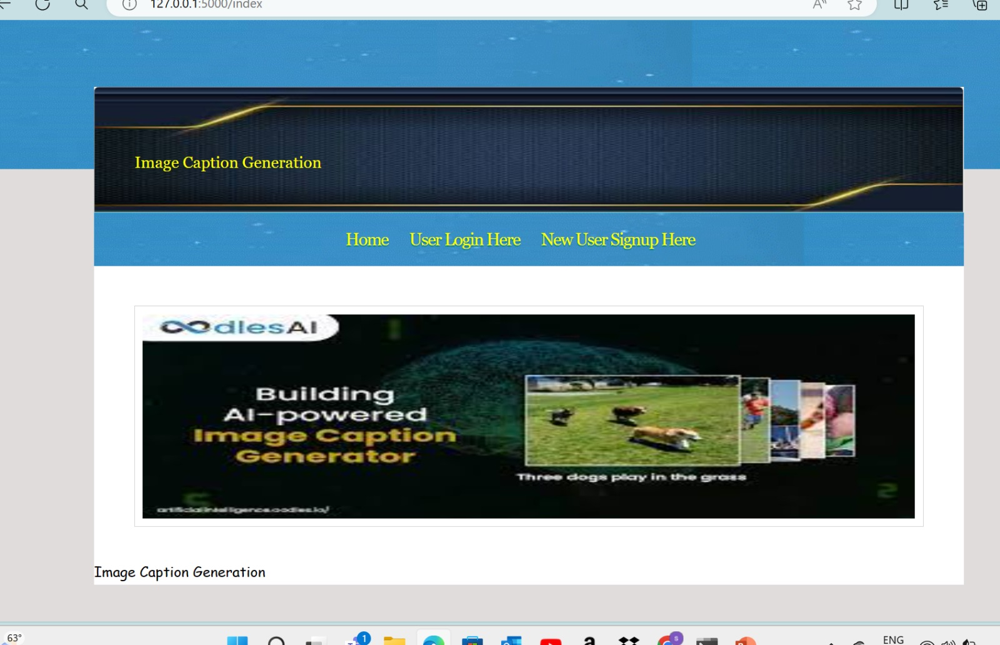 127.0.0.1:5000/index
Image Caption Generation
Home User Login Here New User Signup Here
oodlesAI
Building
AI-powered
Image Caption
Generator
Three dogs play in the grass
artificialintelligence.oodles.io/
Image Caption Generation
63°
1
S
ENG